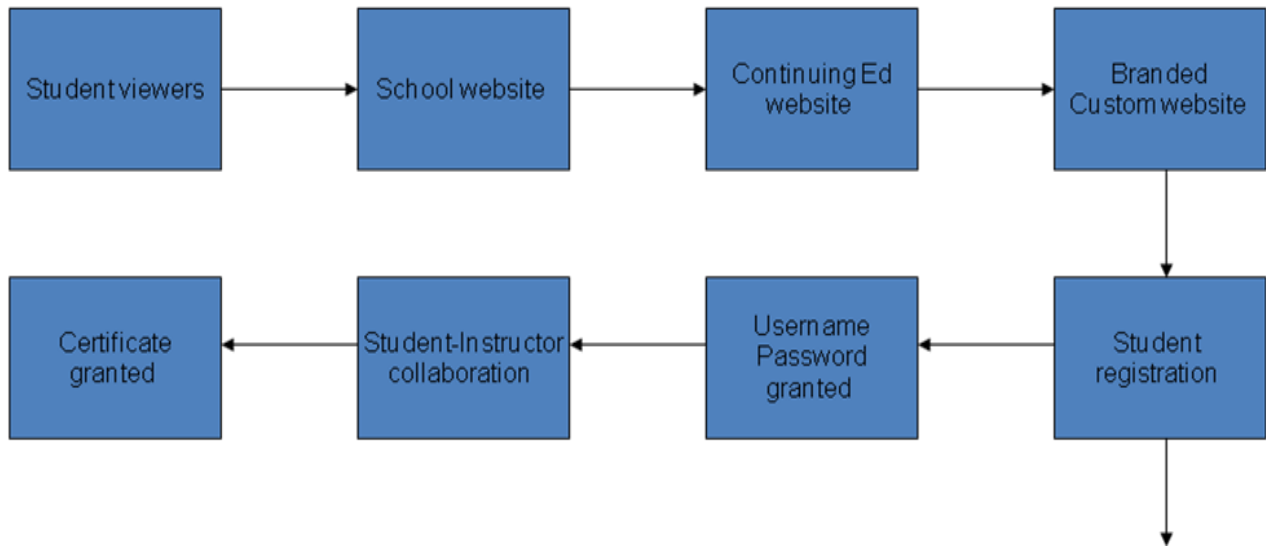 Student viewers
School website
Continuing Ed
website
Branded
Custom website
Certificate
granted
Student-Instructor
collaboration
Username
Password
granted
Student
registration